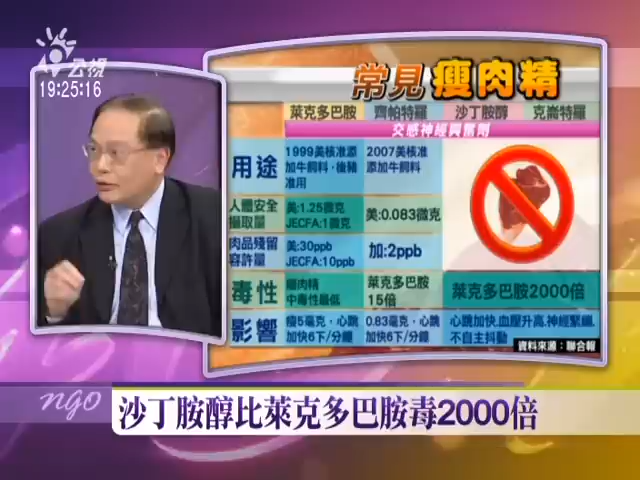 公視
19:25:16
常見 瘦肉精
萊克多巴胺 齊帕特羅 沙丁胺醇 克崙特羅
交感神經興奮劑
用途
1999美核准添
加牛飼料,後豬
准用
2007美核准
添加牛飼料
人體安全
攝取量
美:1.25微克
JECFA:1微克
美:0.083微克
肉品殘留
容許量
美:30ppb
JECFA:10ppb
加:2ppb
毒性
瘦肉精
中毒性最低
萊克多巴胺
15倍
萊克多巴胺2000倍
影響
瘦5毫克,心跳
加快6下/分鐘
0.83毫克,心跳
加快6下/分鐘
心跳加快.血壓升高.神經緊繃.
不自主抖動
資料來源:聯合報
ngo
沙丁胺醇比萊克多巴胺毒2000倍